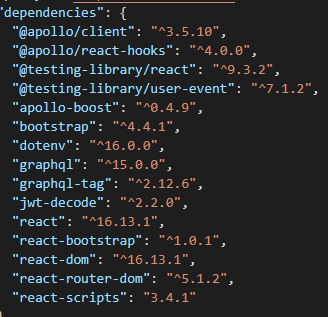 "dependencies": {
"@apollo/client": "^3.5.10",
"@apollo/react-hooks": "^4.0.0",
"@testing-library/react": "^9.3.2",
"@testing-library/user-event": "^7.1.2",
"apollo-boost": "^0.4.9",
"bootstrap": "^4.4.1",
"dotenv": "^16.0.0",
"graphql": "^15.0.0",
"graphql-tag": "^2.12.6",
"jwt-decode": "^2.2.0",
"react": "^16.13.1",
"react-bootstrap": "^1.0.1",
"react-dom": "^16.13.1",
"react-router-dom": "^5.1.2",
"react-scripts": "3.4.1"